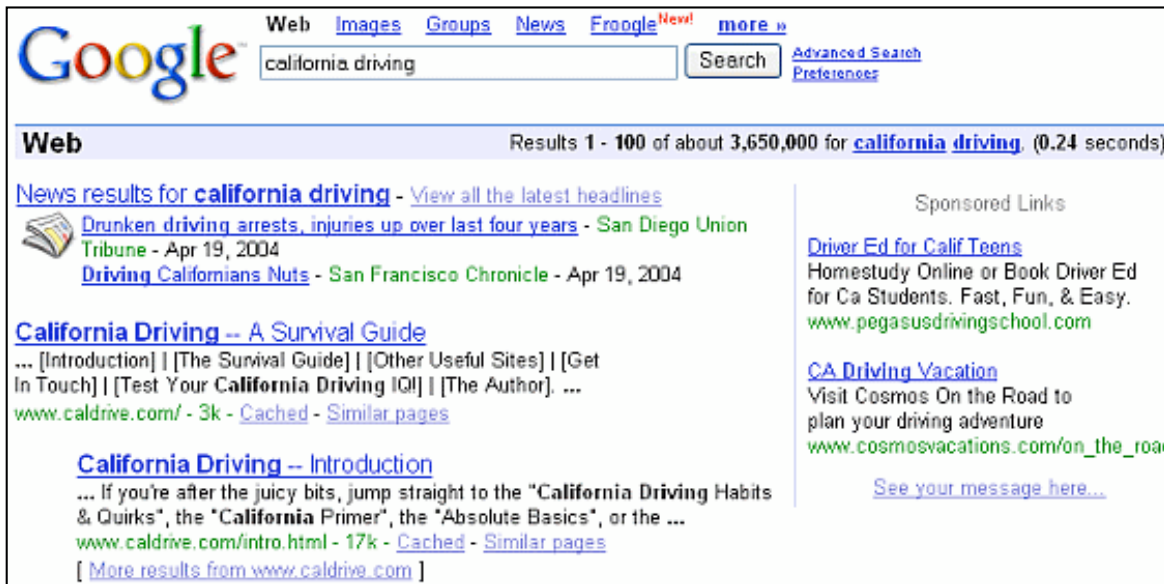 Google™
Web Images Groups News Froogle New! more »
california driving Search Advanced Search
Preferences
Web Results 1 - 100 of about 3,650,000 for california driving. (0.24 seconds)
News results for california driving - View all the latest headlines
Drunken driving arrests, injuries up over last four years - San Diego Union
Tribune - Apr 19, 2004
Driving Californians Nuts - San Francisco Chronicle - Apr 19, 2004
California Driving -- A Survival Guide
... [Introduction] | [The Survival Guide] | [Other Useful Sites] | [Get
In Touch] | [Test Your California Driving IQ!] | [The Author]. ...
www.caldrive.com/ - 3k - Cached - Similar pages
California Driving -- Introduction
... If you're after the juicy bits, jump straight to the "California Driving Habits
& Quirks", the "California Primer", the "Absolute Basics", or the ...
www.caldrive.com/intro.html - 17k - Cached - Similar pages
[ More results from www.caldrive.com ]
Sponsored Links
Driver Ed for Calif Teens
Homestudy Online or Book Driver Ed
for Ca Students. Fast, Fun, & Easy.
www.pegasusdrivingschool.com
CA Driving Vacation
Visit Cosmos On the Road to
plan your driving adventure
www.cosmosvacations.com/on_the_road
See your message here...